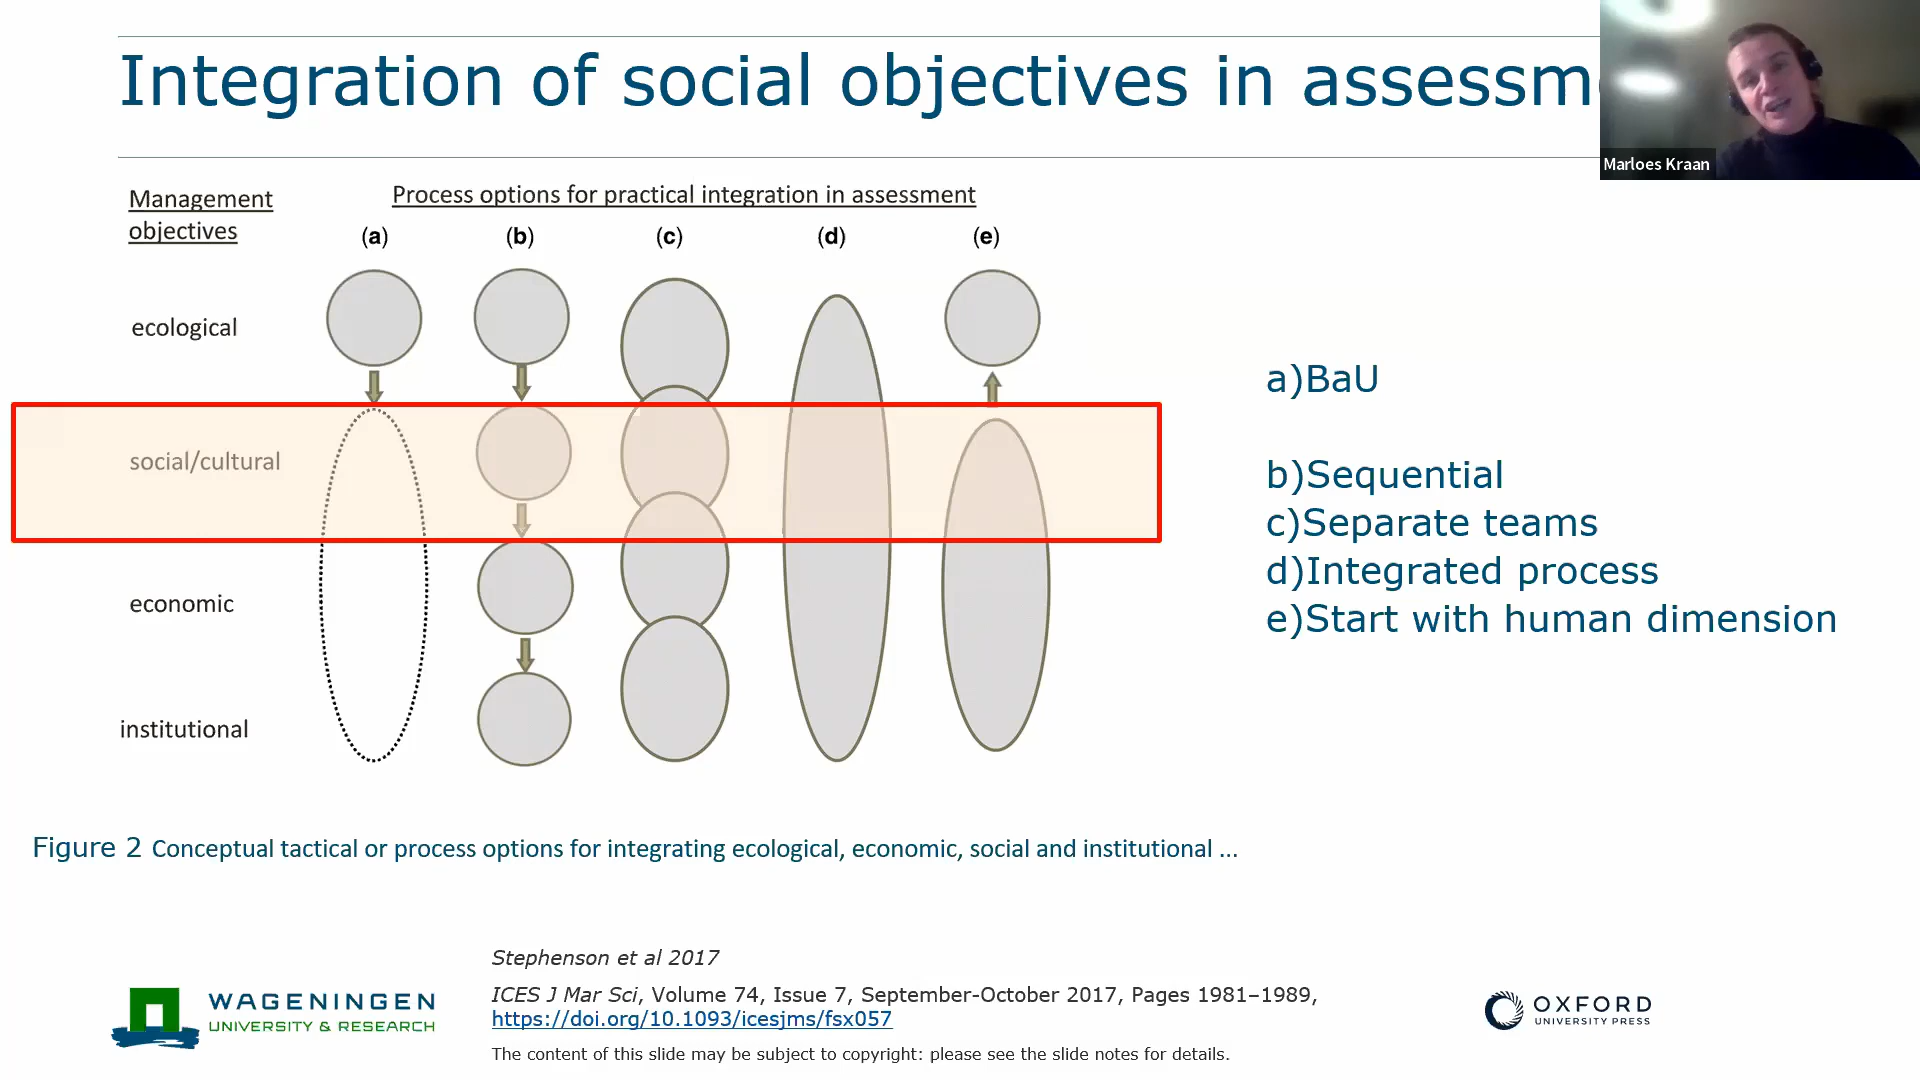 Integration of social objectives in assessm
Marloes Kraan
Management
objectives
Process options for practical integration in assessment
(a) (b) (c) (d) (e)
ecological
social/cultural
economic
institutional
a)BaU
b)Sequential
c)Separate teams
d)Integrated process
e)Start with human dimension
Figure 2 Conceptual tactical or process options for integrating ecological, economic, social and institutional ...
Stephenson et al 2017
ICES J Mar Sci, Volume 74, Issue 7, September-October 2017, Pages 1981–1989,
https://doi.org/10.1093/icesjms/fsx057
The content of this slide may be subject to copyright: please see the slide notes for details.
WAGENINGEN
UNIVERSITY & RESEARCH
OXFORD
UNIVERSITY PRESS